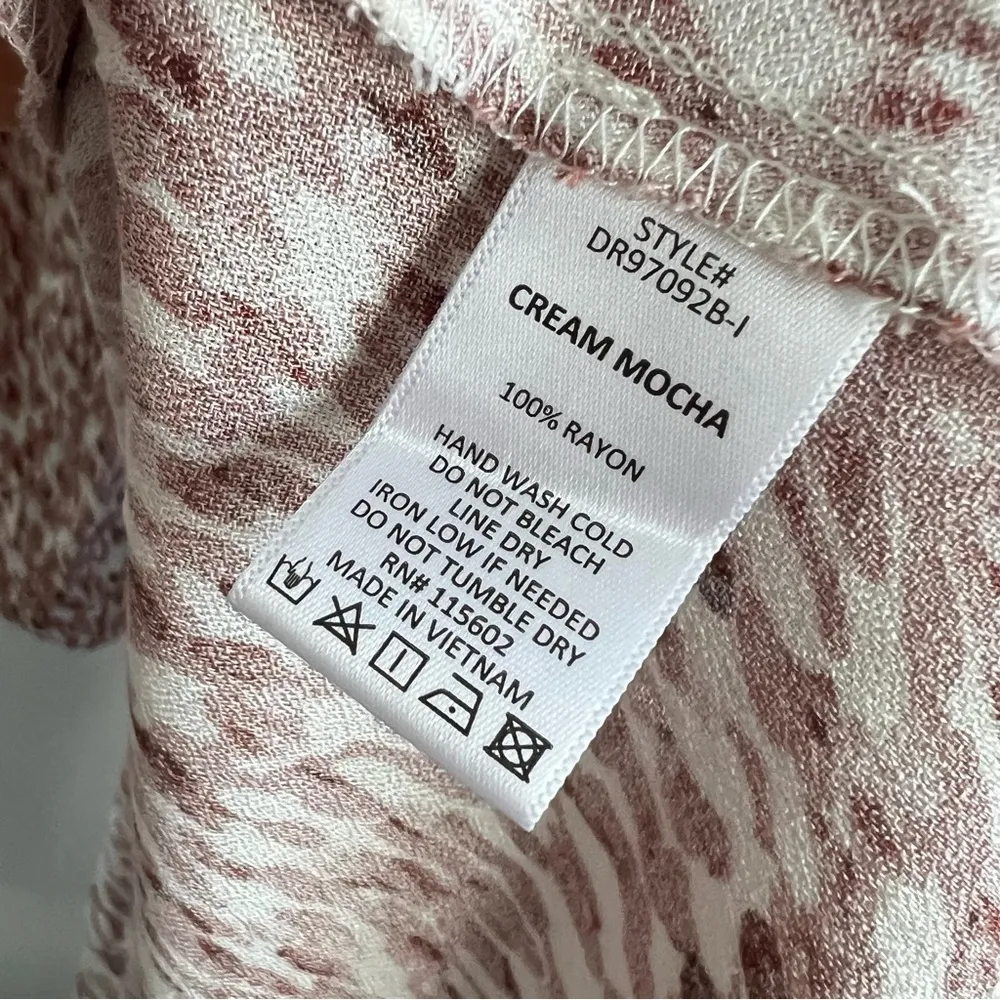 STYLE#
DR97092B-I
CREAM MOCHA
100% RAYON
HAND WASH COLD
DO NOT BLEACH
LINE DRY
IRON LOW IF NEEDED
DO NOT TUMBLE DRY
RN# 115602
MADE IN VIETNAM